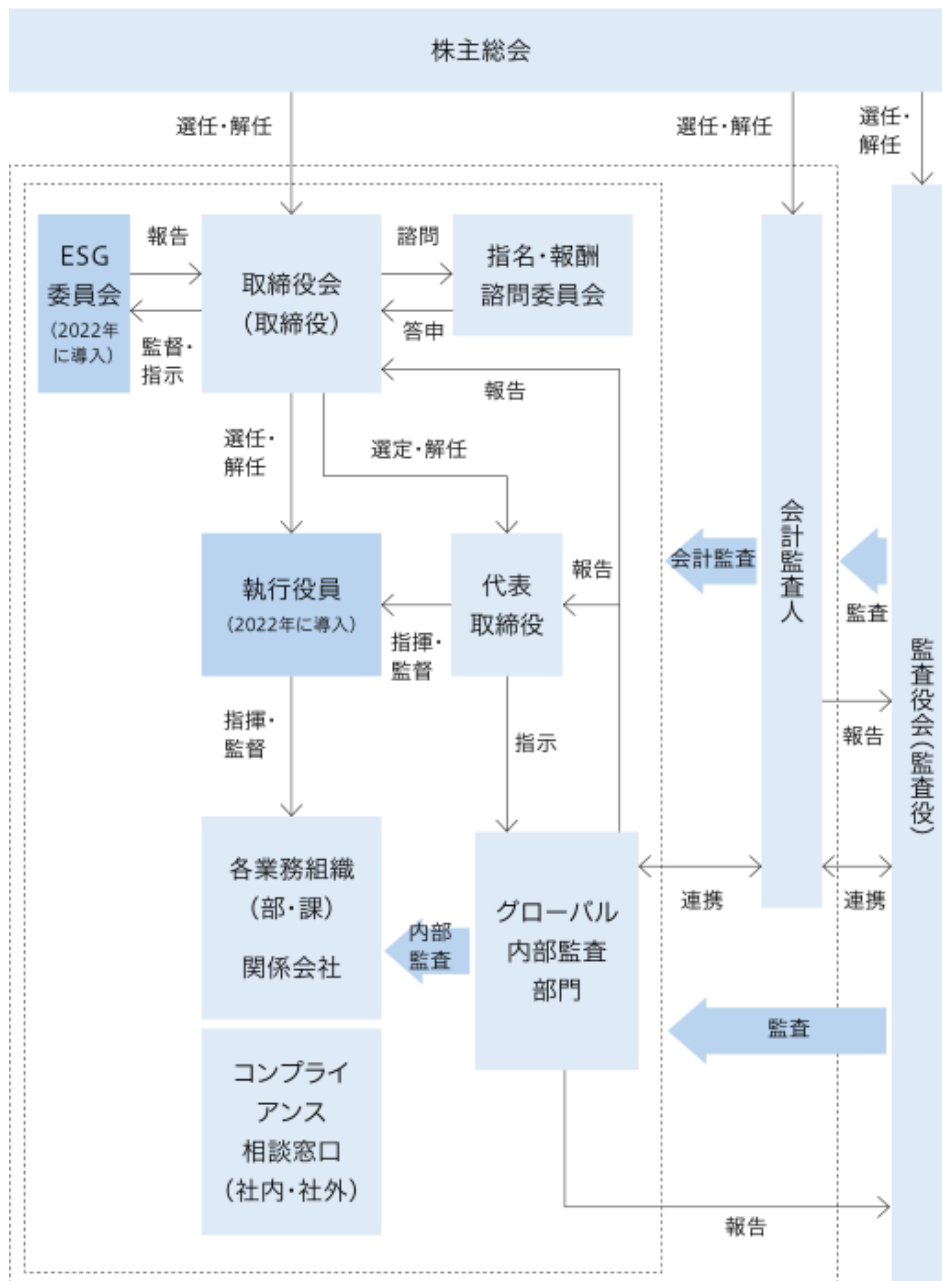 株主総会
選任・解任
選任・解任
選任・
解任
ESG
委員会
(2022年
に導入)
報告
監督・
指示
取締役会
(取締役)
諮問
答申
指名・報酬
諮問委員会
報告
選任・
解任
選定・解任
執行役員
(2022年に導入)
指揮・
監督
代表
取締役
報告
会計監査
会計監査人
監査
監査役会(監査役)
報告
指揮・
監督
指示
各業務組織
(部・課)
関係会社
内部
監査
グローバル
内部監査
部門
連携
連携
監査
コンプライ
アンス
相談窓口
(社内・社外)
報告